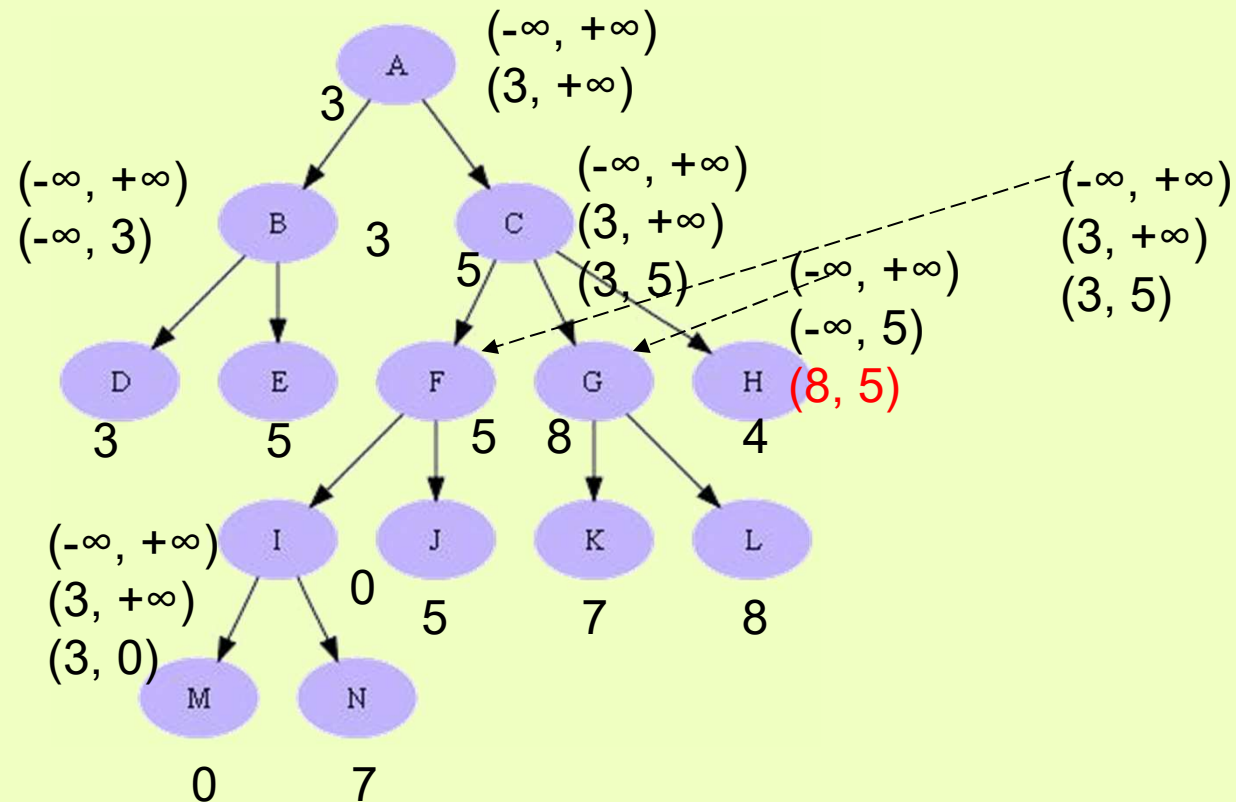 A
(-∞, +∞)
(3, +∞)
3
(-∞, +∞)
(-∞, 3)
B
3
C
5
(-∞, +∞)
(3, +∞)
(3, 5)
(-∞, +∞)
(-∞, 5)
(8, 5)
(-∞, +∞)
(3, +∞)
(3, 5)
D
E
F
G
H
3
5
5
8
4
(-∞, +∞)
(3, +∞)
(3, 0)
I
J
K
L
0
5
7
8
M
N
0
7